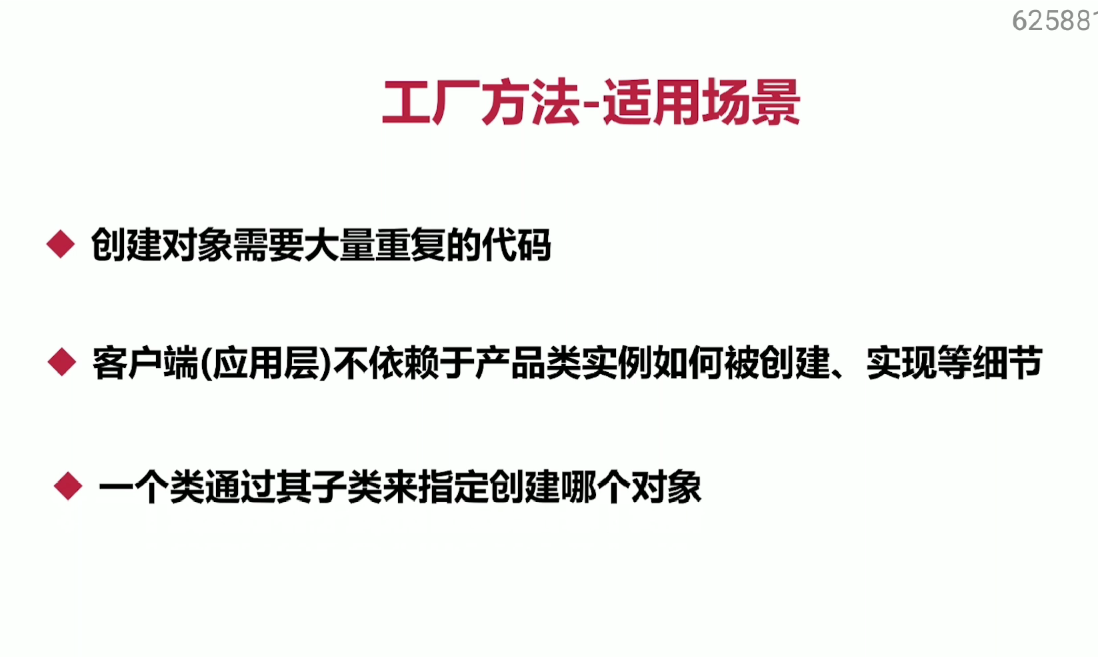 工厂方法-适用场景
创建对象需要大量重复的代码
客户端(应用层)不依赖于产品类实例如何被创建、实现等细节
一个类通过其子类来指定创建哪个对象